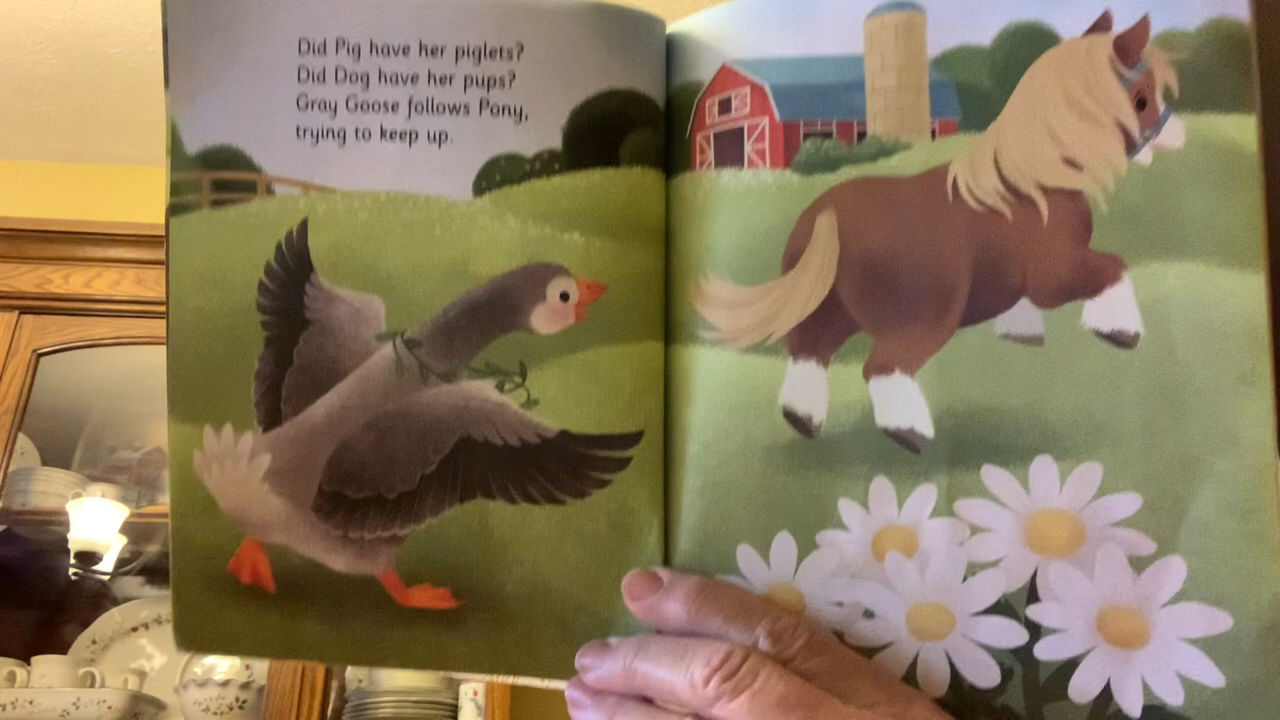 Did Pig have her piglets?
Did Dog have her pups?
Gray Goose follows Pony,
trying to keep up.